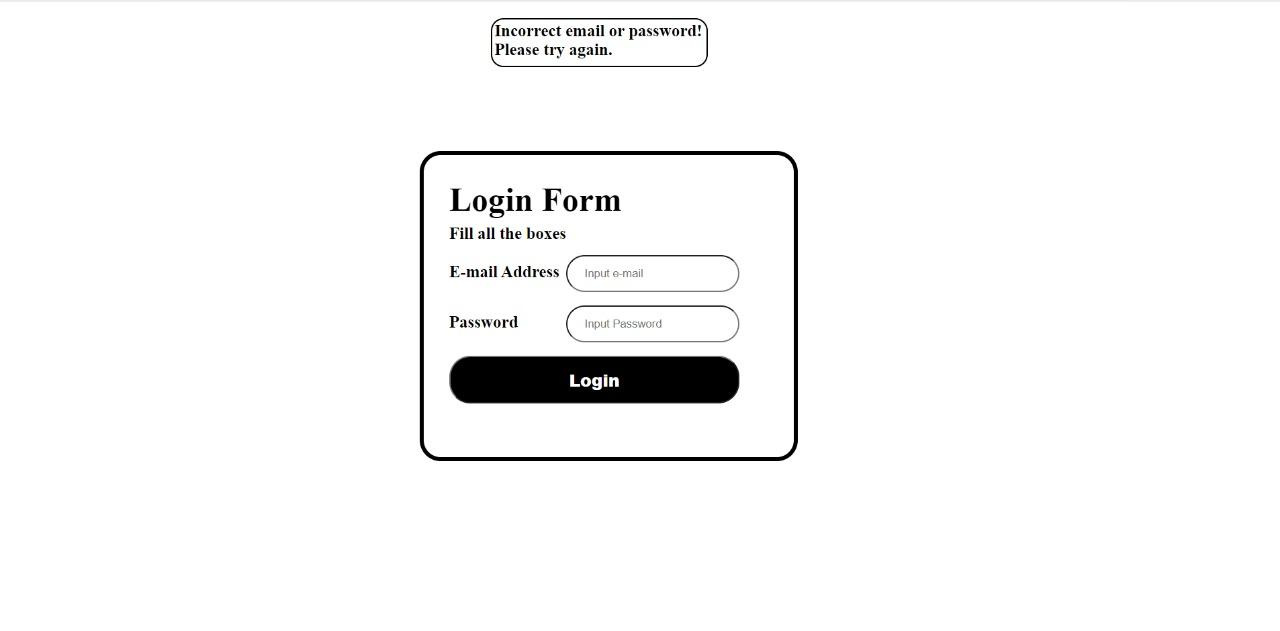 Incorrect email or password!
Please try again.
Login Form
Fill all the boxes
E-mail Address Input e-mail
Password Input Password
Login